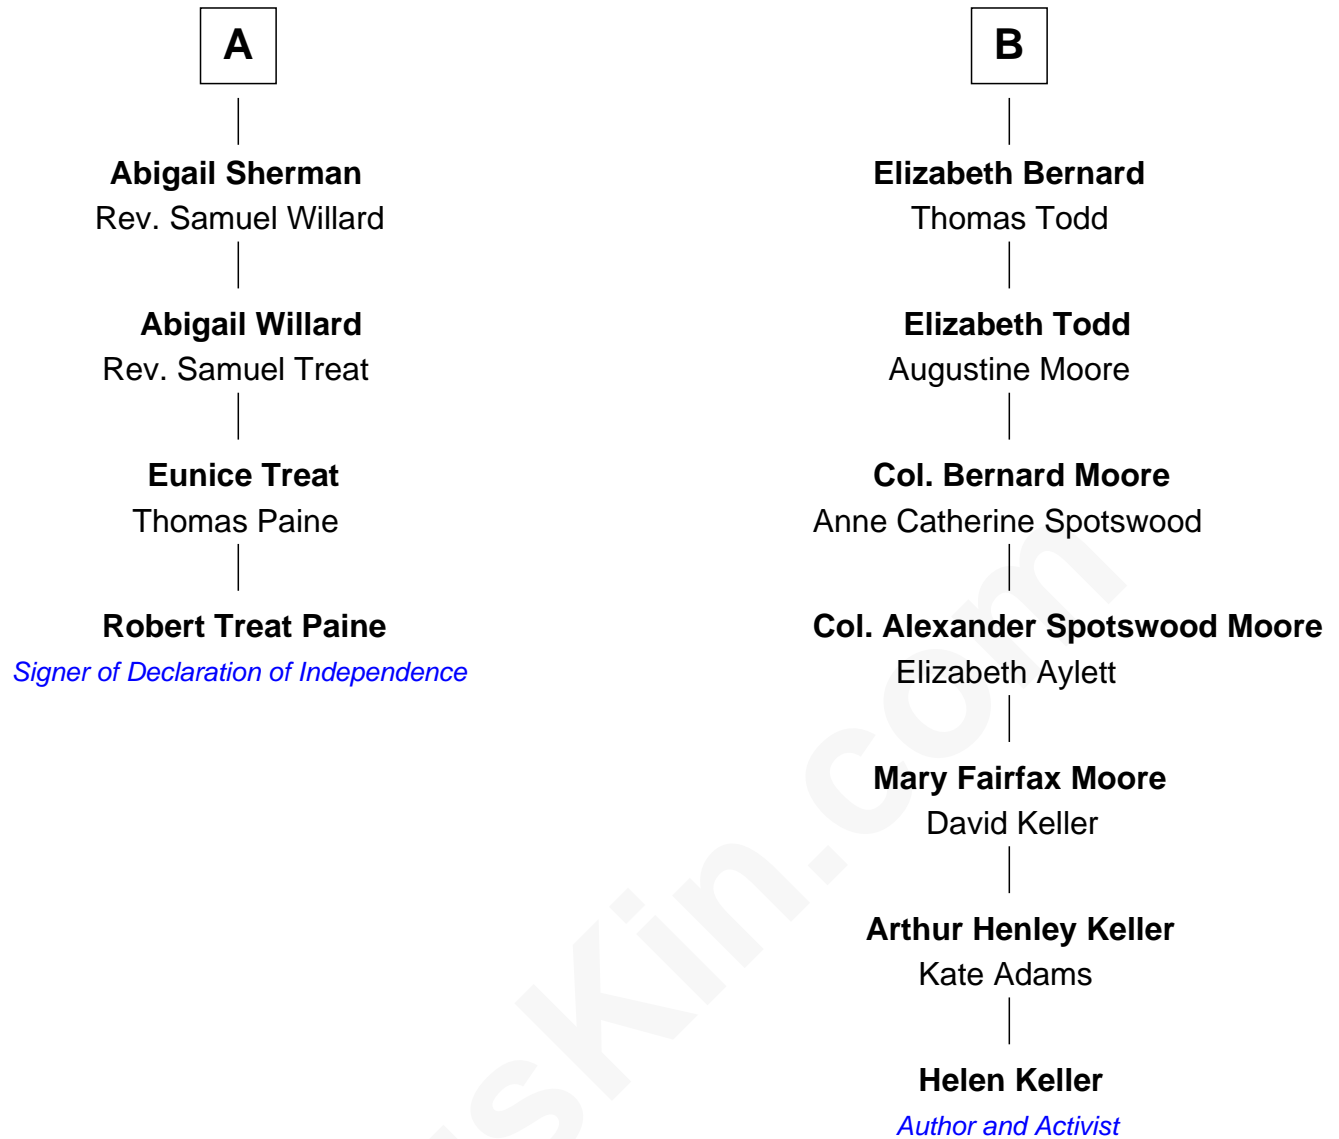 A
Abigail Sherman
Rev. Samuel Willard
Abigail Willard
Rev. Samuel Treat
Eunice Treat
Thomas Paine
Robert Treat Paine
Signer of Declaration of Independence
B
Elizabeth Bernard
Thomas Todd
Elizabeth Todd
Augustine Moore
Col. Bernard Moore
Anne Catherine Spotswood
Col. Alexander Spotswood Moore
Elizabeth Aylett
Mary Fairfax Moore
David Keller
Arthur Henley Keller
Kate Adams
Helen Keller
Author and Activist